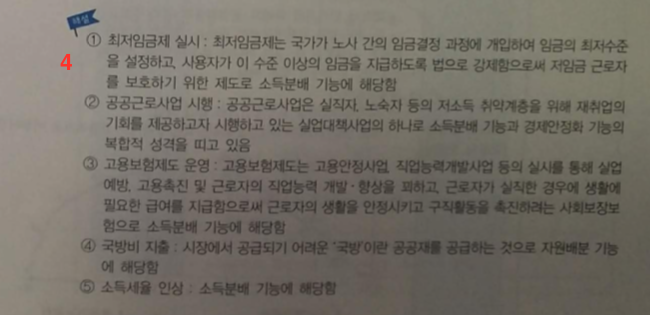 해설
① 최저임금제 실시 : 최저임금제는 국가가 노사 간의 임금결정 과정에 개입하여 임금의 최저수준
4
을 설정하고, 사용자가 이 수준 이상의 임금을 지급하도록 법으로 강제함으로써 저임금 근로자
를 보호하기 위한 제도로 소득분배 기능에 해당함
② 공공근로사업 시행 : 공공근로사업은 실직자, 노숙자 등의 저소득 취약계층을 위해 재취업의
기회를 제공하고자 시행하고 있는 실업대책사업의 하나로 소득분배 기능과 경제안정화 기능의
복합적 성격을 띠고 있음
③ 고용보험제도 운영 : 고용보험제도는 고용안정사업, 직업능력개발사업 등의 실시를 통해 실업
예방, 고용촉진 및 근로자의 직업능력 개발·향상을 꾀하고, 근로자가 실직한 경우에 생활에
필요한 급여를 지급함으로써 근로자의 생활을 안정시키고 구직활동을 촉진하려는 사회보장보
험으로 소득분배 기능에 해당함
④ 국방비 지출 : 시장에서 공급되기 어려운 '국방'이란 공공재를 공급하는 것으로 자원배분 기능
에 해당함
⑤ 소득세율 인상 : 소득분배 기능에 해당함